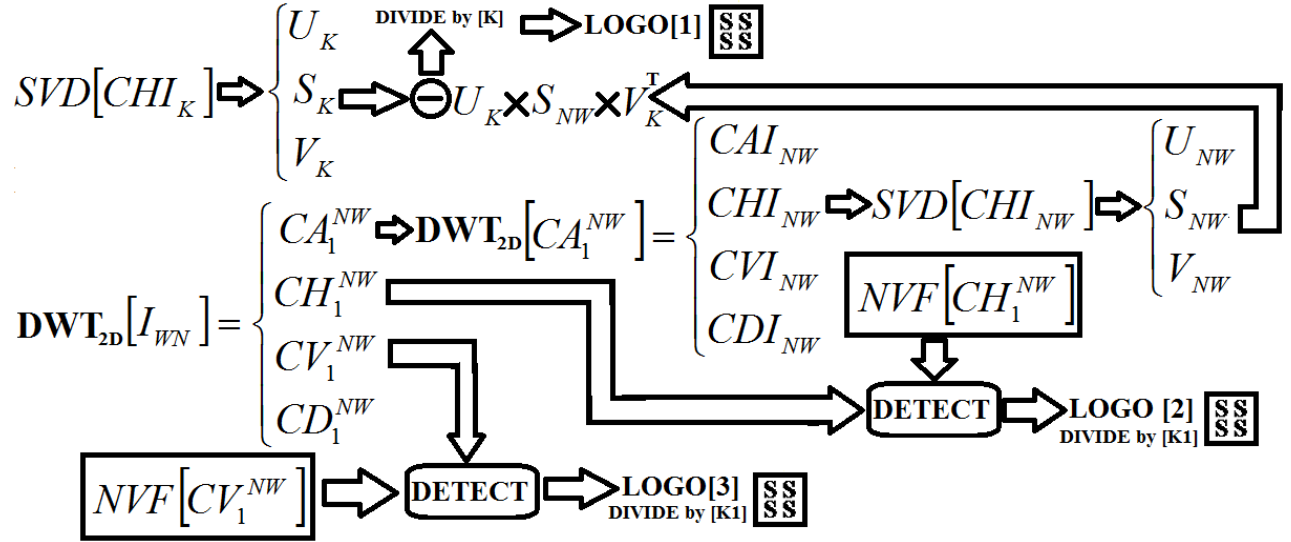 DIVIDE by [K] LOGO[1] SS
SS
SVD[CHI_K] U_K
S_K
V_K
− U_K × S_NW × V_K^T
DWT_2D[I_WN] = CA_1^NW
CH_1^NW
CV_1^NW
CD_1^NW
DWT_2D[CA_1^NW] = CAI_NW
CHI_NW
CVI_NW
CDI_NW
SVD[CHI_NW] U_NW
S_NW
V_NW
NVF[CH_1^NW]
DETECT LOGO [2] SS
DIVIDE by [K1] SS
NVF[CV_1^NW] DETECT LOGO[3] SS
DIVIDE by [K1] SS